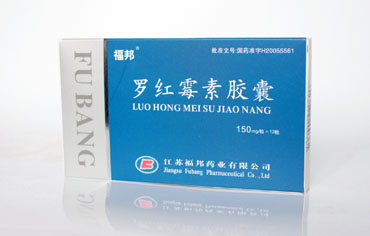 FU BANG
福邦®
批准文号:国药准字H20055561
罗红霉素胶囊
LUO HONG MEI SU JIAO NANG
150mg/粒×12粒
江苏福邦药业有限公司
Jiangsu Fubang Pharmaceutical Co.,Ltd